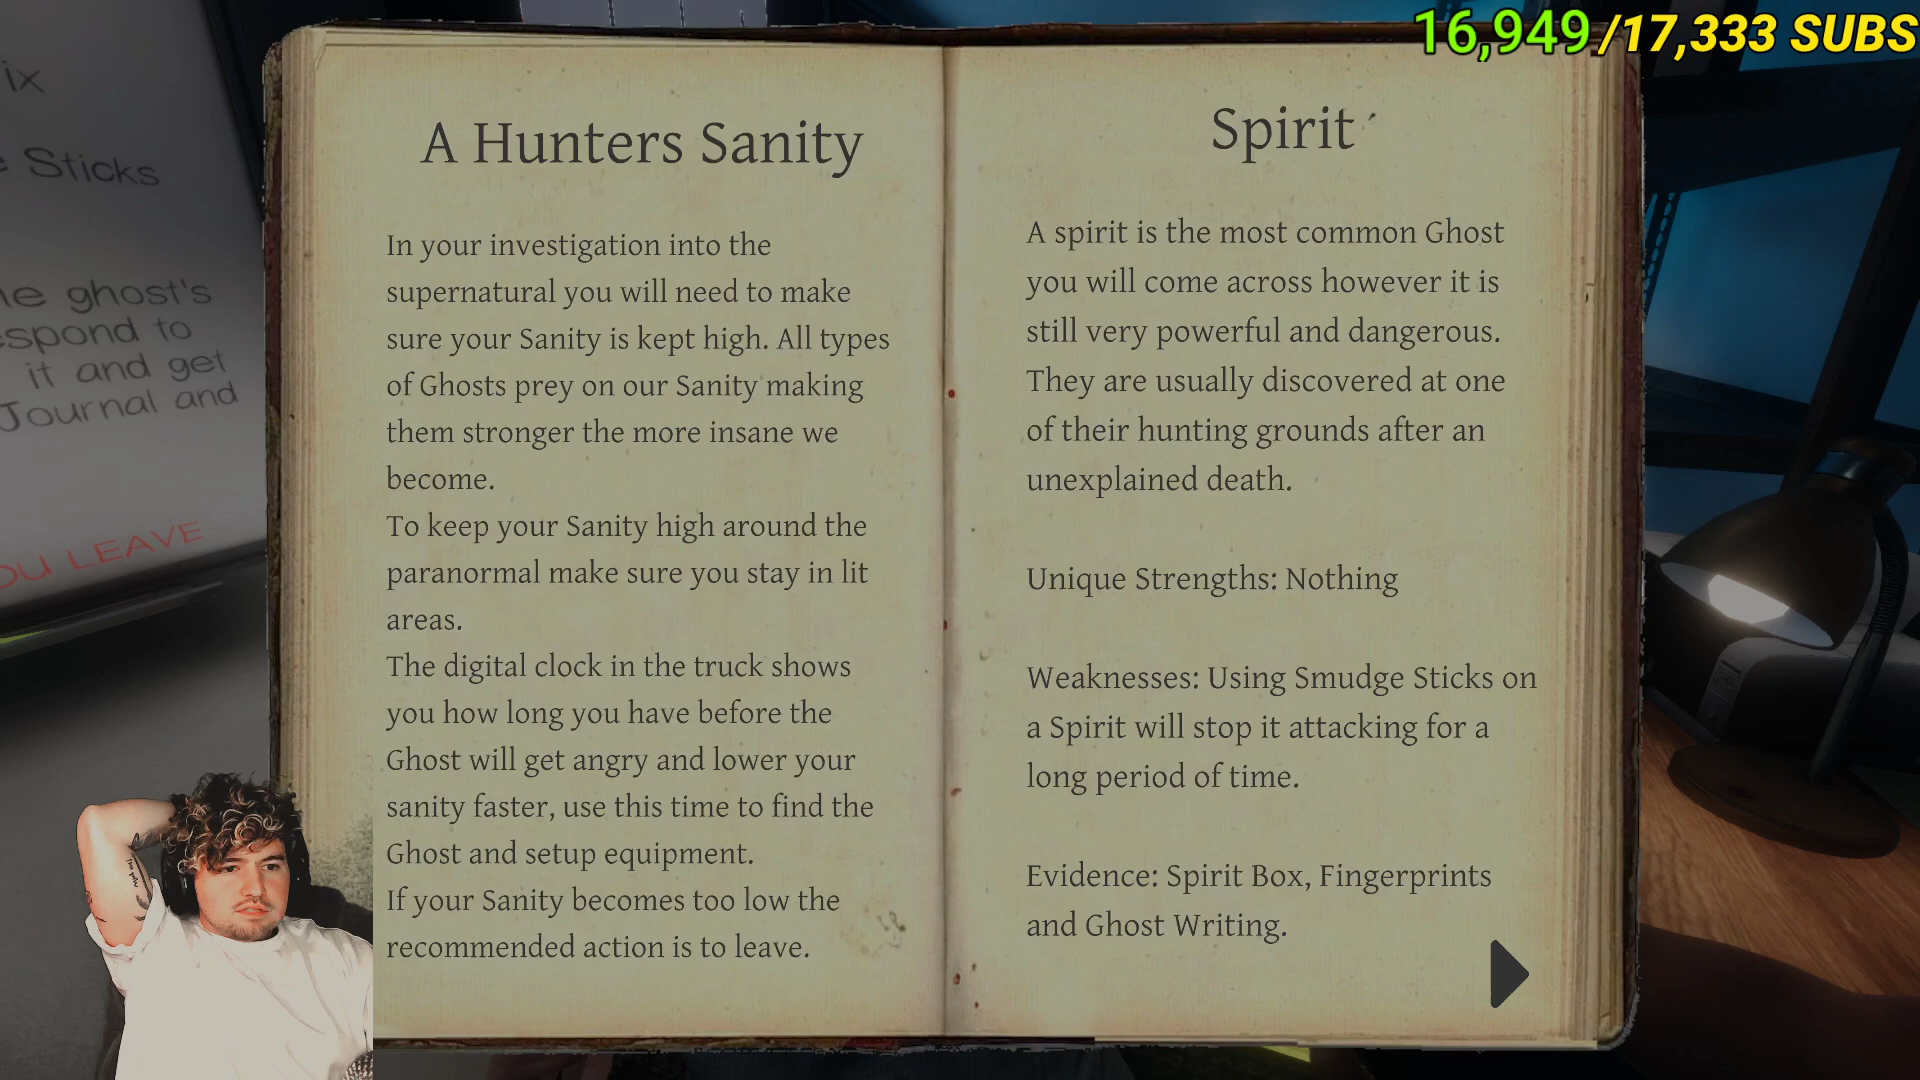 16,949/17,333 SUBS
ix
Sticks
ghost's
spond to
it and get
Journal and
LEAVE
A Hunters Sanity
In your investigation into the
supernatural you will need to make
sure your Sanity is kept high. All types
of Ghosts prey on our Sanity making
them stronger the more insane we
become.
To keep your Sanity high around the
paranormal make sure you stay in lit
areas.
The digital clock in the truck shows
you how long you have before the
Ghost will get angry and lower your
sanity faster, use this time to find the
Ghost and setup equipment.
If your Sanity becomes too low the
recommended action is to leave.
Spirit
A spirit is the most common Ghost
you will come across however it is
still very powerful and dangerous.
They are usually discovered at one
of their hunting grounds after an
unexplained death.
Unique Strengths: Nothing
Weaknesses: Using Smudge Sticks on
a Spirit will stop it attacking for a
long period of time.
Evidence: Spirit Box, Fingerprints
and Ghost Writing.